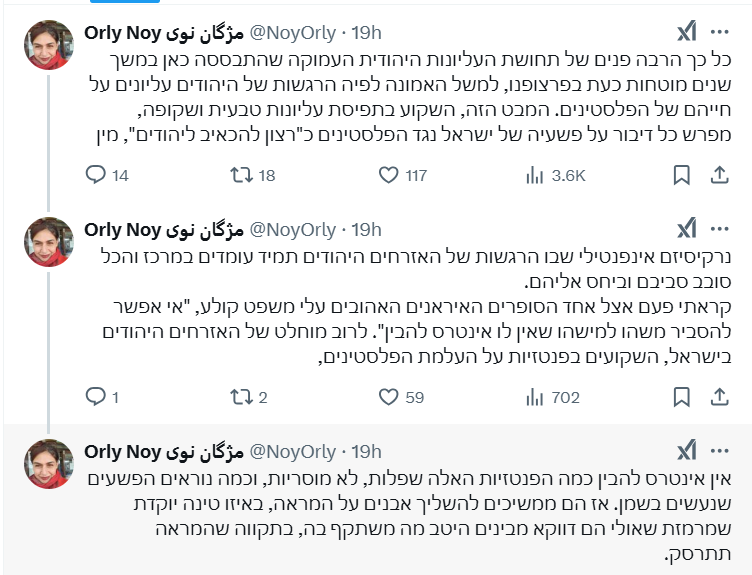 Orly Noy مژگان نوی @NoyOrly · 19h
כל כך הרבה פנים של תחושת העליונות היהודית העמוקה שהתבססה כאן במשך
שנים מוטחות כעת בפרצופנו, למשל האמונה לפיה הרגשות של היהודים עליונים על
חייהם של הפלסטינים. המבט הזה, השקוע בתפיסת עליונות טבעית ושקופה,
מפרש כל דיבור על פשעיה של ישראל נגד הפלסטינים כ"רצון להכאיב ליהודים", מין
14 18 117 3.6K
Orly Noy مژگان نوی @NoyOrly · 19h
נרקיסיזם אינפנטילי שבו הרגשות של האזרחים היהודים תמיד עומדים במרכז והכל
סובב סביבם וביחס אליהם.
קראתי פעם אצל אחד הסופרים האיראנים האהובים עלי משפט קולע, "אי אפשר
להסביר משהו למישהו שאין לו אינטרס להבין". לרוב מוחלט של האזרחים היהודים
בישראל, השקועים בפנטזיות על העלמת הפלסטינים,
1 2 59 702
Orly Noy مژگان نوی @NoyOrly · 19h
אין אינטרס להבין כמה הפנטזיות האלה שפלות, לא מוסריות, וכמה נוראים הפשעים
שנעשים בשמן. אז הם ממשיכים להשליך אבנים על המראה, באיזו טינה יוקדת
שמרמזת שאולי הם דווקא מבינים היטב מה משתקף בה, בתקווה שהמראה
תתרסק.